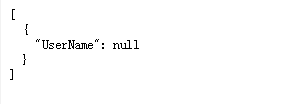 [
  {
    "UserName": null
  }
]